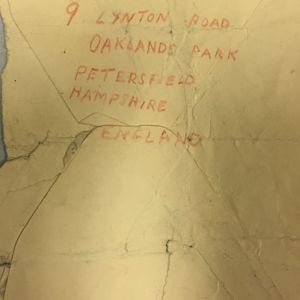 9 LYNTON ROAD
OAKLANDS PARK
PETERSFIELD
HAMPSHIRE
ENGLAND